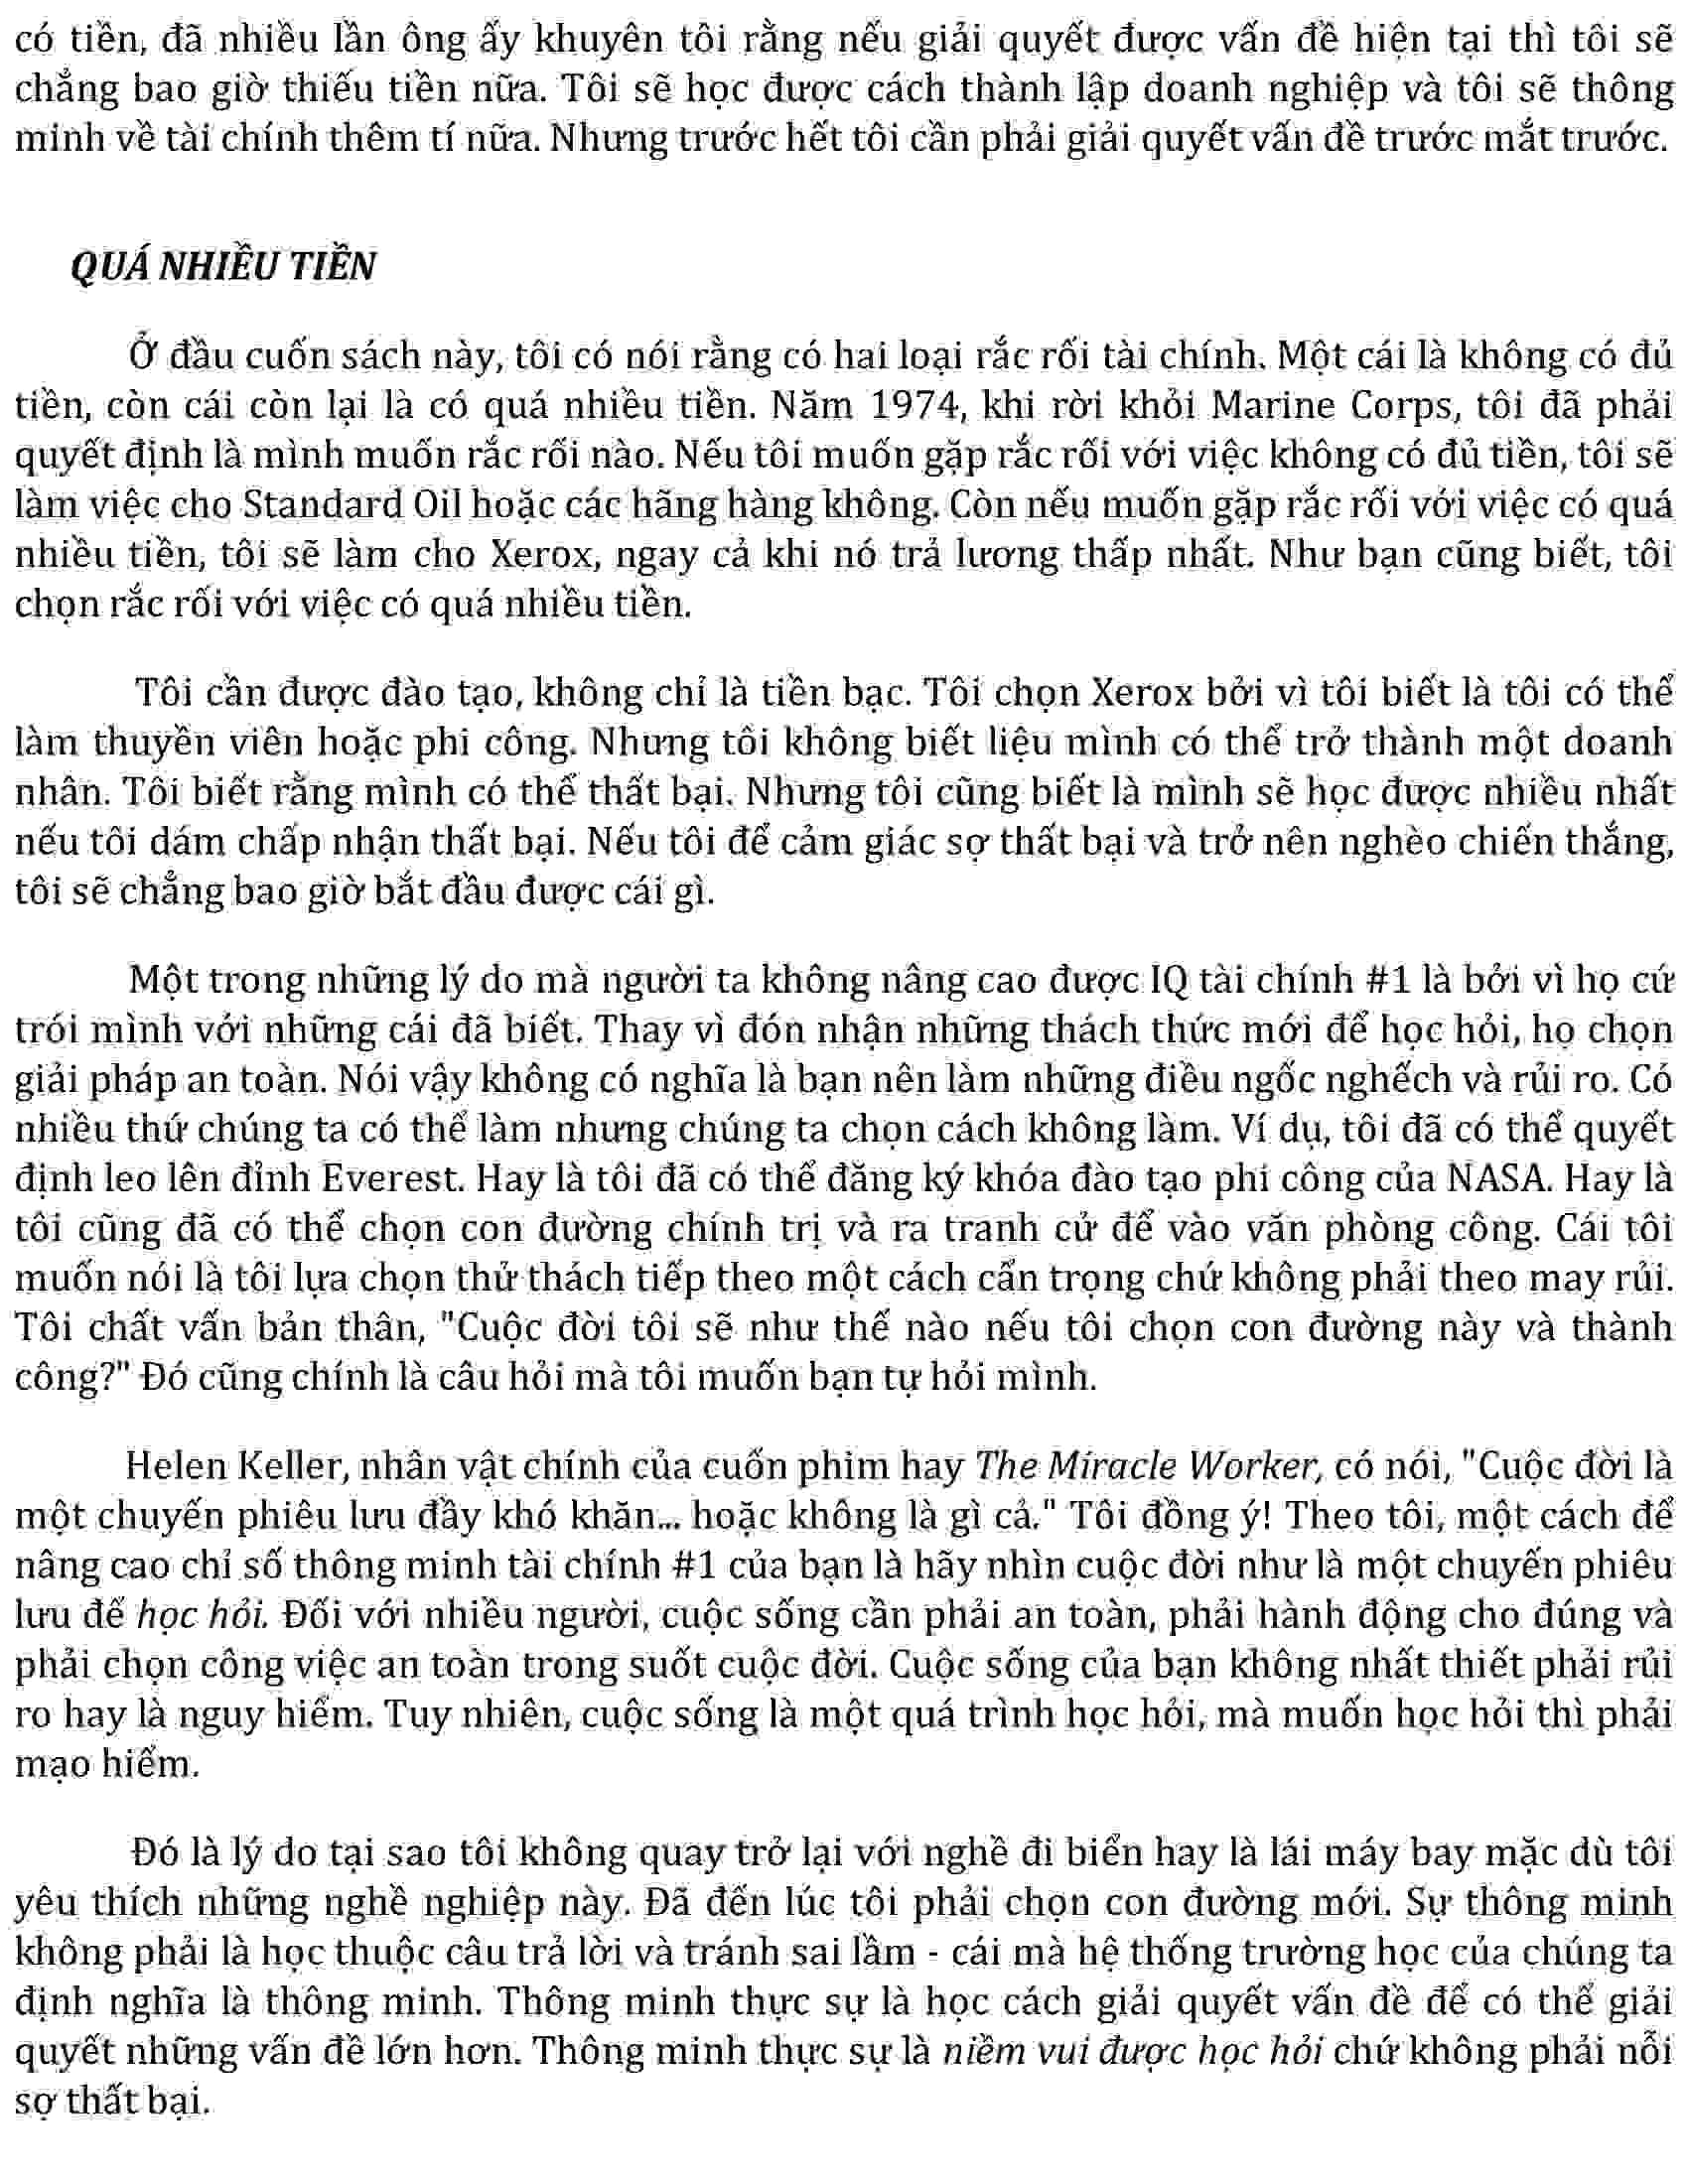 có tiền, đã nhiều lần ông ấy khuyên tôi rằng nếu giải quyết được vấn đề hiện tại thì tôi sẽ
chẳng bao giờ thiếu tiền nữa. Tôi sẽ học được cách thành lập doanh nghiệp và tôi sẽ thông
minh về tài chính thêm tí nữa. Nhưng trước hết tôi cần phải giải quyết vấn đề trước mắt trước.
QUÁ NHIỀU TIỀN
Ở đầu cuốn sách này, tôi có nói rằng có hai loại rắc rối tài chính. Một cái là không có đủ
tiền, còn cái còn lại là có quá nhiều tiền. Năm 1974, khi rời khỏi Marine Corps, tôi đã phải
quyết định là mình muốn rắc rối nào. Nếu tôi muốn gặp rắc rối với việc không có đủ tiền, tôi sẽ
làm việc cho Standard Oil hoặc các hãng hàng không. Còn nếu muốn gặp rắc rối với việc có quá
nhiều tiền, tôi sẽ làm cho Xerox, ngay cả khi nó trả lương thấp nhất. Như bạn cũng biết, tôi
chọn rắc rối với việc có quá nhiều tiền.
Tôi cần được đào tạo, không chỉ là tiền bạc. Tôi chọn Xerox bởi vì tôi biết là tôi có thể
làm thuyền viên hoặc phi công. Nhưng tôi không biết liệu mình có thể trở thành một doanh
nhân. Tôi biết rằng mình có thể thất bại. Nhưng tôi cũng biết là mình sẽ học được nhiều nhất
nếu tôi dám chấp nhận thất bại. Nếu tôi để cảm giác sợ thất bại và trở nên nghèo chiến thắng,
tôi sẽ chẳng bao giờ bắt đầu được cái gì.
Một trong những lý do mà người ta không nâng cao được IQ tài chính #1 là bởi vì họ cứ
trói mình với những cái đã biết. Thay vì đón nhận những thách thức mới để học hỏi, họ chọn
giải pháp an toàn. Nói vậy không có nghĩa là bạn nên làm những điều ngốc nghếch và rủi ro. Có
nhiều thứ chúng ta có thể làm nhưng chúng ta chọn cách không làm. Ví dụ, tôi đã có thể quyết
định leo lên đỉnh Everest. Hay là tôi đã có thể đăng ký khóa đào tạo phi công của NASA. Hay là
tôi cũng đã có thể chọn con đường chính trị và ra tranh cử để vào văn phòng công. Cái tôi
muốn nói là tôi lựa chọn thử thách tiếp theo một cách cẩn trọng chứ không phải theo may rủi.
Tôi chất vấn bản thân, "Cuộc đời tôi sẽ như thế nào nếu tôi chọn con đường này và thành
công?" Đó cũng chính là câu hỏi mà tôi muốn bạn tự hỏi mình.
Helen Keller, nhân vật chính của cuốn phim hay The Miracle Worker, có nói, "Cuộc đời là
một chuyến phiêu lưu đầy khó khăn... hoặc không là gì cả." Tôi đồng ý! Theo tôi, một cách để
nâng cao chỉ số thông minh tài chính #1 của bạn là hãy nhìn cuộc đời như là một chuyến phiêu
lưu để học hỏi. Đối với nhiều người, cuộc sống cần phải an toàn, phải hành động cho đúng và
phải chọn công việc an toàn trong suốt cuộc đời. Cuộc sống của bạn không nhất thiết phải rủi
ro hay là nguy hiểm. Tuy nhiên, cuộc sống là một quá trình học hỏi, mà muốn học hỏi thì phải
mạo hiểm.
Đó là lý do tại sao tôi không quay trở lại với nghề đi biển hay là lái máy bay mặc dù tôi
yêu thích những nghề nghiệp này. Đã đến lúc tôi phải chọn con đường mới. Sự thông minh
không phải là học thuộc câu trả lời và tránh sai lầm - cái mà hệ thống trường học của chúng ta
định nghĩa là thông minh. Thông minh thực sự là học cách giải quyết vấn đề để có thể giải
quyết những vấn đề lớn hơn. Thông minh thực sự là niềm vui được học hỏi chứ không phải nỗi
sợ thất bại.